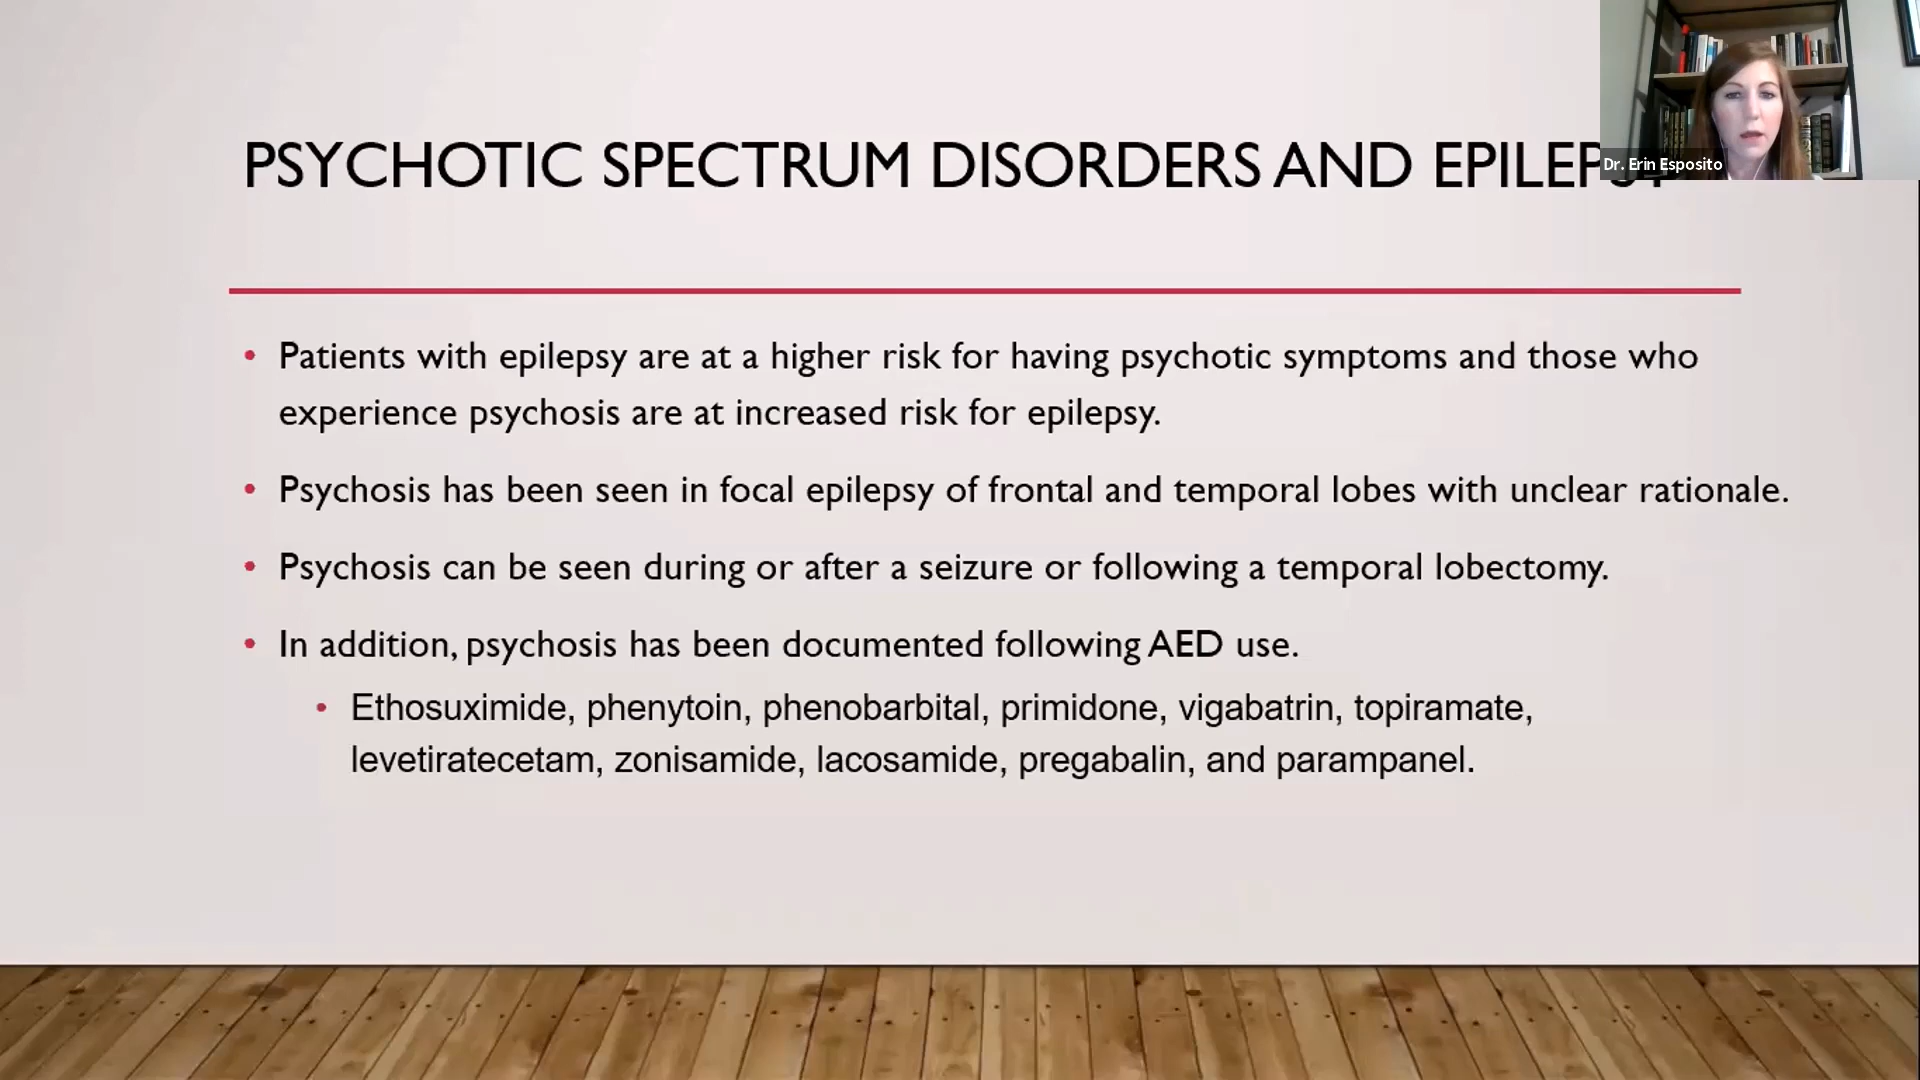 PSYCHOTIC SPECTRUM DISORDERS AND EPILEPSY
Dr. Erin Esposito
• Patients with epilepsy are at a higher risk for having psychotic symptoms and those who
experience psychosis are at increased risk for epilepsy.
• Psychosis has been seen in focal epilepsy of frontal and temporal lobes with unclear rationale.
• Psychosis can be seen during or after a seizure or following a temporal lobectomy.
• In addition, psychosis has been documented following AED use.
• Ethosuximide, phenytoin, phenobarbital, primidone, vigabatrin, topiramate,
levetiratecetam, zonisamide, lacosamide, pregabalin, and parampanel.